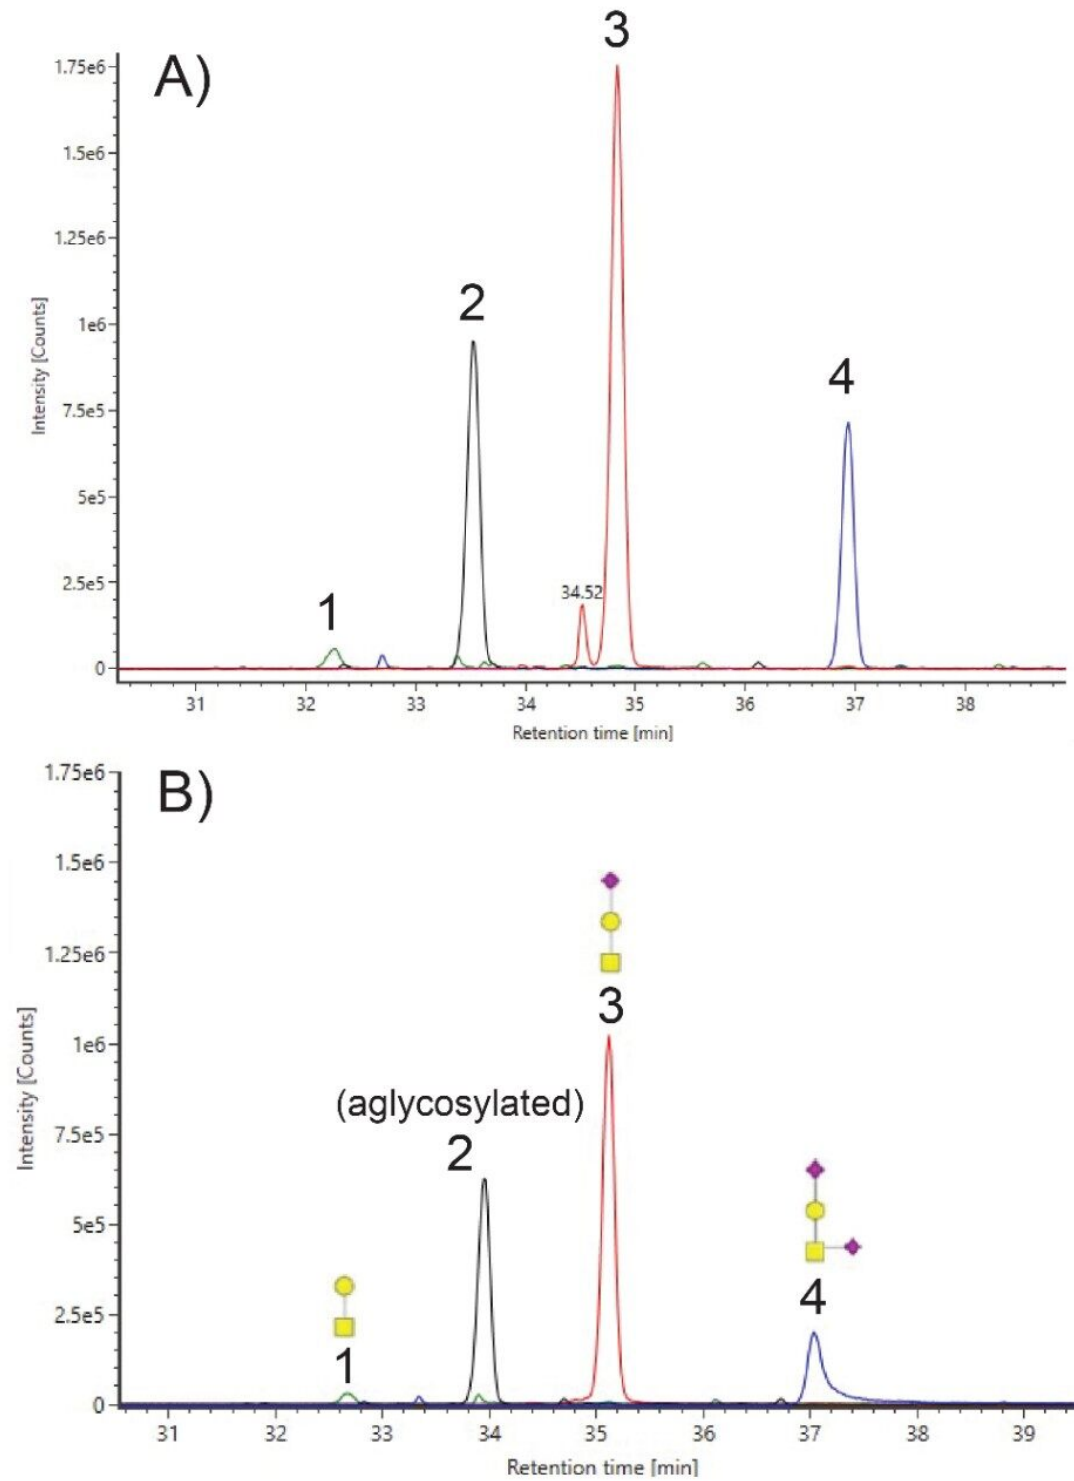 A)
3
1.75e6
1.5e6
1.25e6
2
1e6
4
7.5e5
5e5
1
34.52
2.5e5
0
31 32 33 34 35 36 37 38
Intensity [Counts]
Retention time [min]
B)
1.75e6
1.5e6
1.25e6
3
1e6
(aglycosylated)
7.5e5
2
5e5
4
2.5e5
1
0
31 32 33 34 35 36 37 38 39
Intensity [Counts]
Retention time [min]